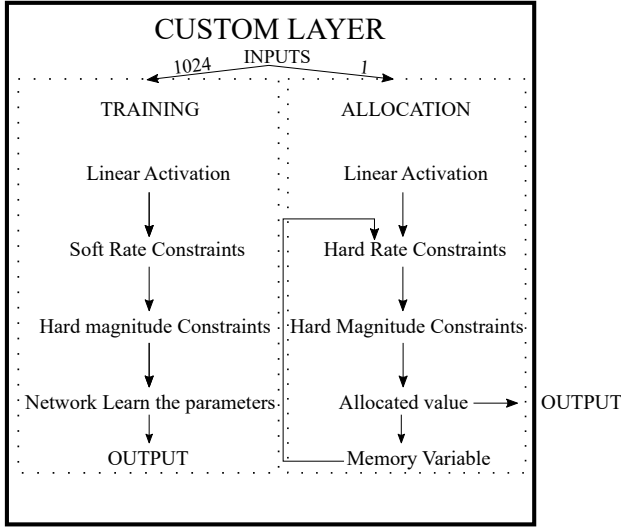 CUSTOM LAYER
INPUTS
1024
1
TRAINING
Linear Activation
Soft Rate Constraints
Hard magnitude Constraints
Network Learn the parameters
OUTPUT
ALLOCATION
Linear Activation
Hard Rate Constraints
Hard Magnitude Constraints
Allocated value
OUTPUT
Memory Variable